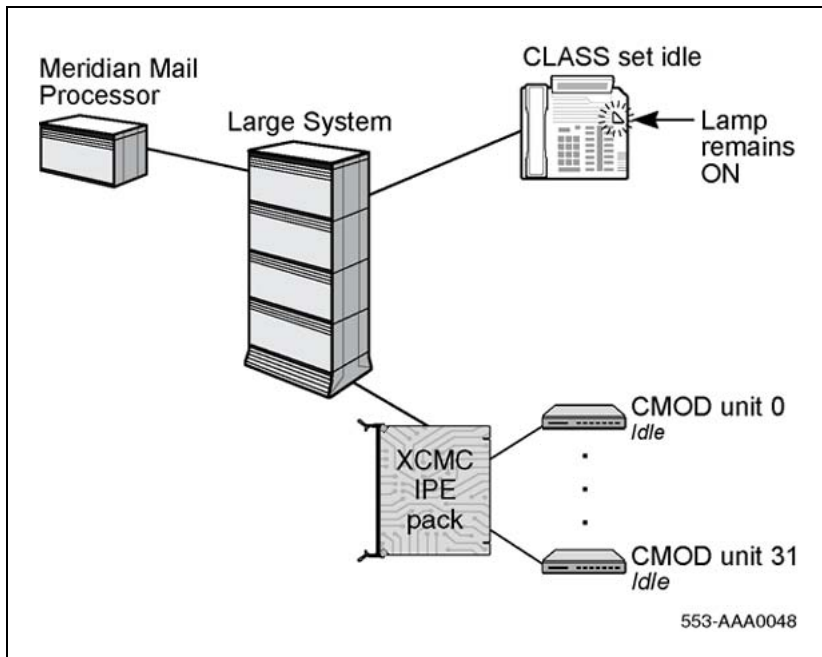 Meridian Mail
Processor
Large System
CLASS set idle
Lamp
remains
ON
XCMC
IPE
pack
CMOD unit 0
Idle
CMOD unit 31
Idle
553-AAA0048